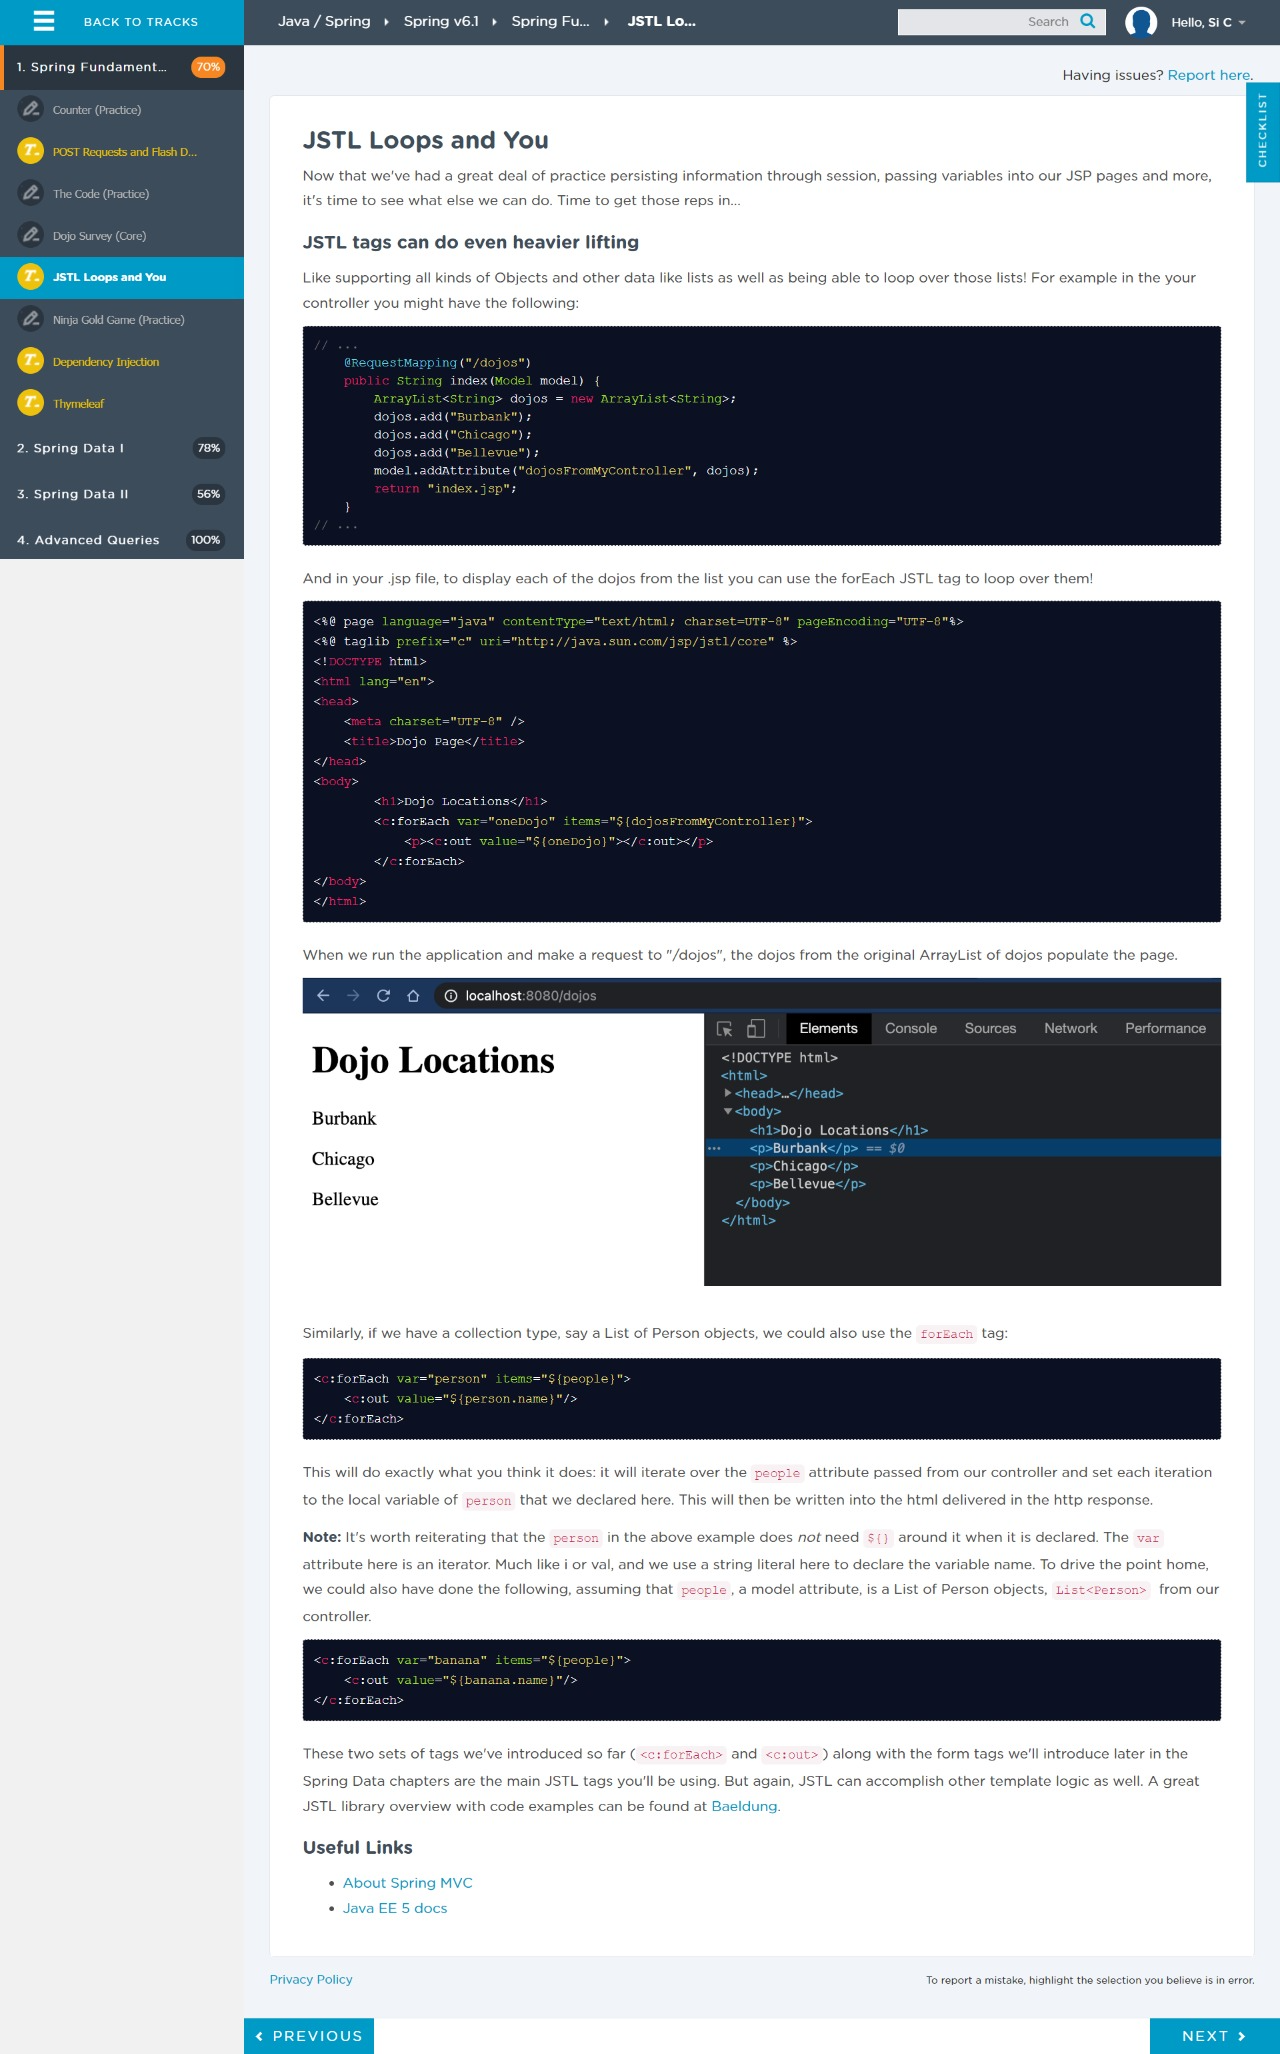 BACK TO TRACKS
Java / Spring
Spring v6.1
Spring Fu...
JSTL Lo...
Search
Hello, Si C
1. Spring Fundament...
70%
Counter (Practice)
POST Requests and Flash D...
The Code (Practice)
Dojo Survey (Core)
JSTL Loops and You
Ninja Gold Game (Practice)
Dependency Injection
Thymeleaf
2. Spring Data I
78%
3. Spring Data II
56%
4. Advanced Queries
100%
Having issues? Report here.
CHECKLIST
JSTL Loops and You
Now that we've had a great deal of practice persisting information through session, passing variables into our JSP pages and more,
it's time to see what else we can do. Time to get those reps in...
JSTL tags can do even heavier lifting
Like supporting all kinds of Objects and other data like lists as well as being able to loop over those lists! For example in the your
controller you might have the following:
// ...
    @RequestMapping("/dojos")
    public String index(Model model) {
        ArrayList<String> dojos = new ArrayList<String>;
        dojos.add("Burbank");
        dojos.add("Chicago");
        dojos.add("Bellevue");
        model.addAttribute("dojosFromMyController", dojos);
        return "index.jsp";
    }
// ...
And in your .jsp file, to display each of the dojos from the list you can use the forEach JSTL tag to loop over them!
<%@ page language="java" contentType="text/html; charset=UTF-8" pageEncoding="UTF-8"%>
<%@ taglib prefix="c" uri="http://java.sun.com/jsp/jstl/core" %>
<!DOCTYPE html>
<html lang="en">
<head>
    <meta charset="UTF-8" />
    <title>Dojo Page</title>
</head>
<body>
        <h1>Dojo Locations</h1>
        <c:forEach var="oneDojo" items="${dojosFromMyController}">
            <p><c:out value="${oneDojo}"></c:out></p>
        </c:forEach>
</body>
</html>
When we run the application and make a request to "/dojos", the dojos from the original ArrayList of dojos populate the page.
localhost:8080/dojos
Dojo Locations
Burbank
Chicago
Bellevue
Elements Console Sources Network Performance
<!DOCTYPE html>
<html>
<head>…</head>
<body>
<h1>Dojo Locations</h1>
<p>Burbank</p> == $0
<p>Chicago</p>
<p>Bellevue</p>
</body>
</html>
Similarly, if we have a collection type, say a List of Person objects, we could also use the forEach tag:
<c:forEach var="person" items="${people}">
    <c:out value="${person.name}"/>
</c:forEach>
This will do exactly what you think it does: it will iterate over the people attribute passed from our controller and set each iteration
to the local variable of person that we declared here. This will then be written into the html delivered in the http response.
Note: It's worth reiterating that the person in the above example does not need ${} around it when it is declared. The var
attribute here is an iterator. Much like i or val, and we use a string literal here to declare the variable name. To drive the point home,
we could also have done the following, assuming that people, a model attribute, is a List of Person objects, List<Person> from our
controller.
<c:forEach var="banana" items="${people}">
    <c:out value="${banana.name}"/>
</c:forEach>
These two sets of tags we've introduced so far (<c:forEach> and <c:out>) along with the form tags we'll introduce later in the
Spring Data chapters are the main JSTL tags you'll be using. But again, JSTL can accomplish other template logic as well. A great
JSTL library overview with code examples can be found at Baeldung.
Useful Links
• About Spring MVC
• Java EE 5 docs
Privacy Policy
To report a mistake, highlight the selection you believe is in error.
PREVIOUS
NEXT